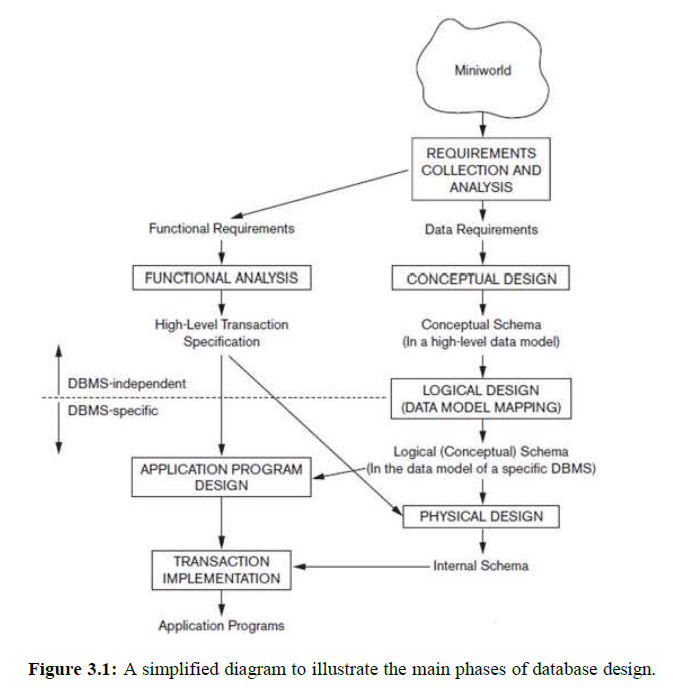 Miniworld
REQUIREMENTS
COLLECTION AND
ANALYSIS
Functional Requirements
Data Requirements
FUNCTIONAL ANALYSIS
CONCEPTUAL DESIGN
High-Level Transaction
Specification
Conceptual Schema
(In a high-level data model)
DBMS-independent
DBMS-specific
LOGICAL DESIGN
(DATA MODEL MAPPING)
Logical (Conceptual) Schema
(In the data model of a specific DBMS)
APPLICATION PROGRAM
DESIGN
PHYSICAL DESIGN
TRANSACTION
IMPLEMENTATION
Internal Schema
Application Programs
Figure 3.1: A simplified diagram to illustrate the main phases of database design.